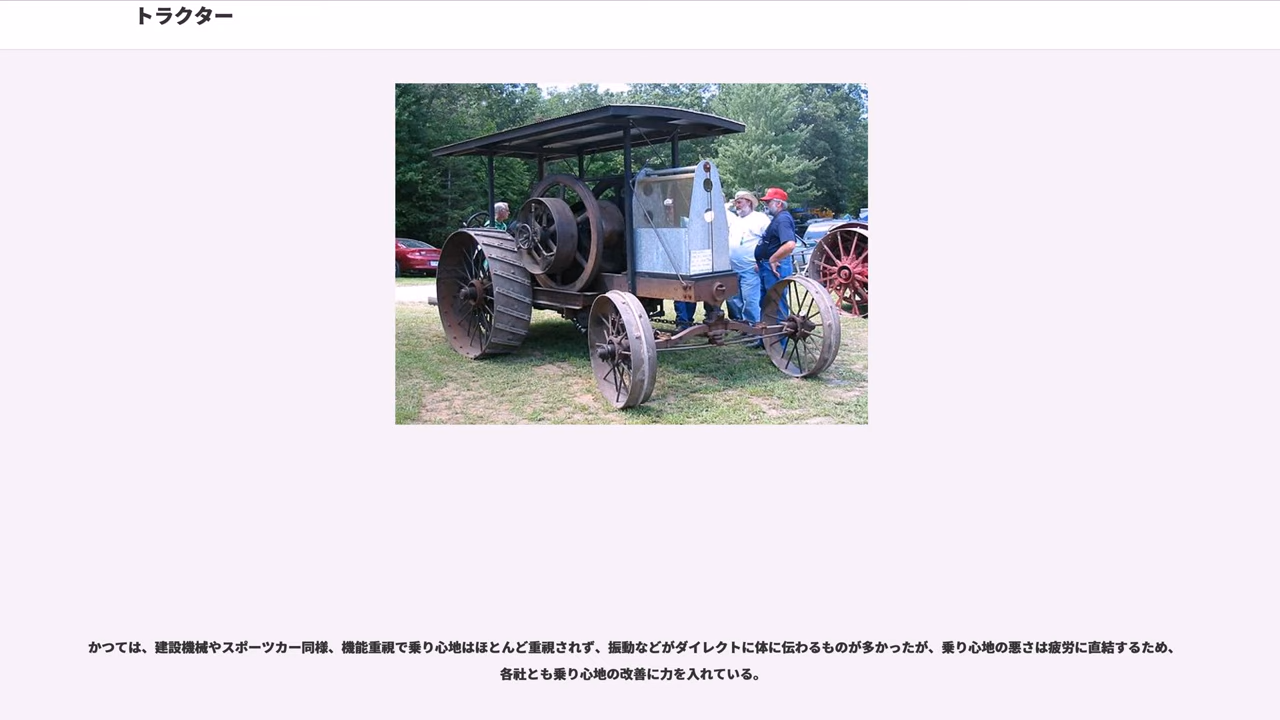 トラクター
かつては、建設機械やスポーツカー同様、機能重視で乗り心地はほとんど重視されず、振動などがダイレクトに体に伝わるものが多かったが、乗り心地の悪さは疲労に直結するため、
各社とも乗り心地の改善に力を入れている。